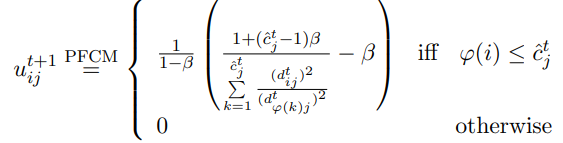 u_{ij}^{t+1} \stackrel{\text{PFCM}}{=} \begin{cases} \frac{1}{1-\beta} \left( \frac{1+(\hat{c}_j^t-1)\beta}{\sum_{k=1}^{\hat{c}_j^t} \frac{(d_{ij}^t)^2}{(d_{\varphi(k)j}^t)^2}} - \beta \right) & \text{iff} \quad \varphi(i) \leq \hat{c}_j^t \\ 0 & \text{otherwise} \end{cases}